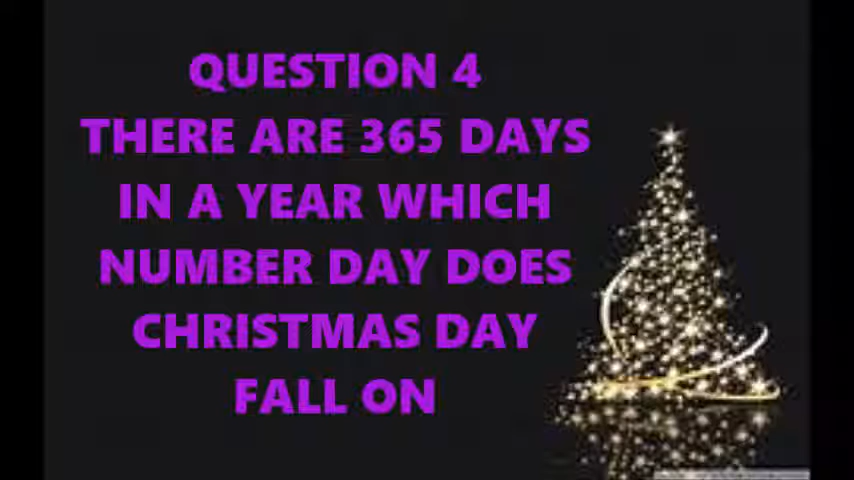 QUESTION 4
THERE ARE 365 DAYS
IN A YEAR WHICH
NUMBER DAY DOES
CHRISTMAS DAY
FALL ON